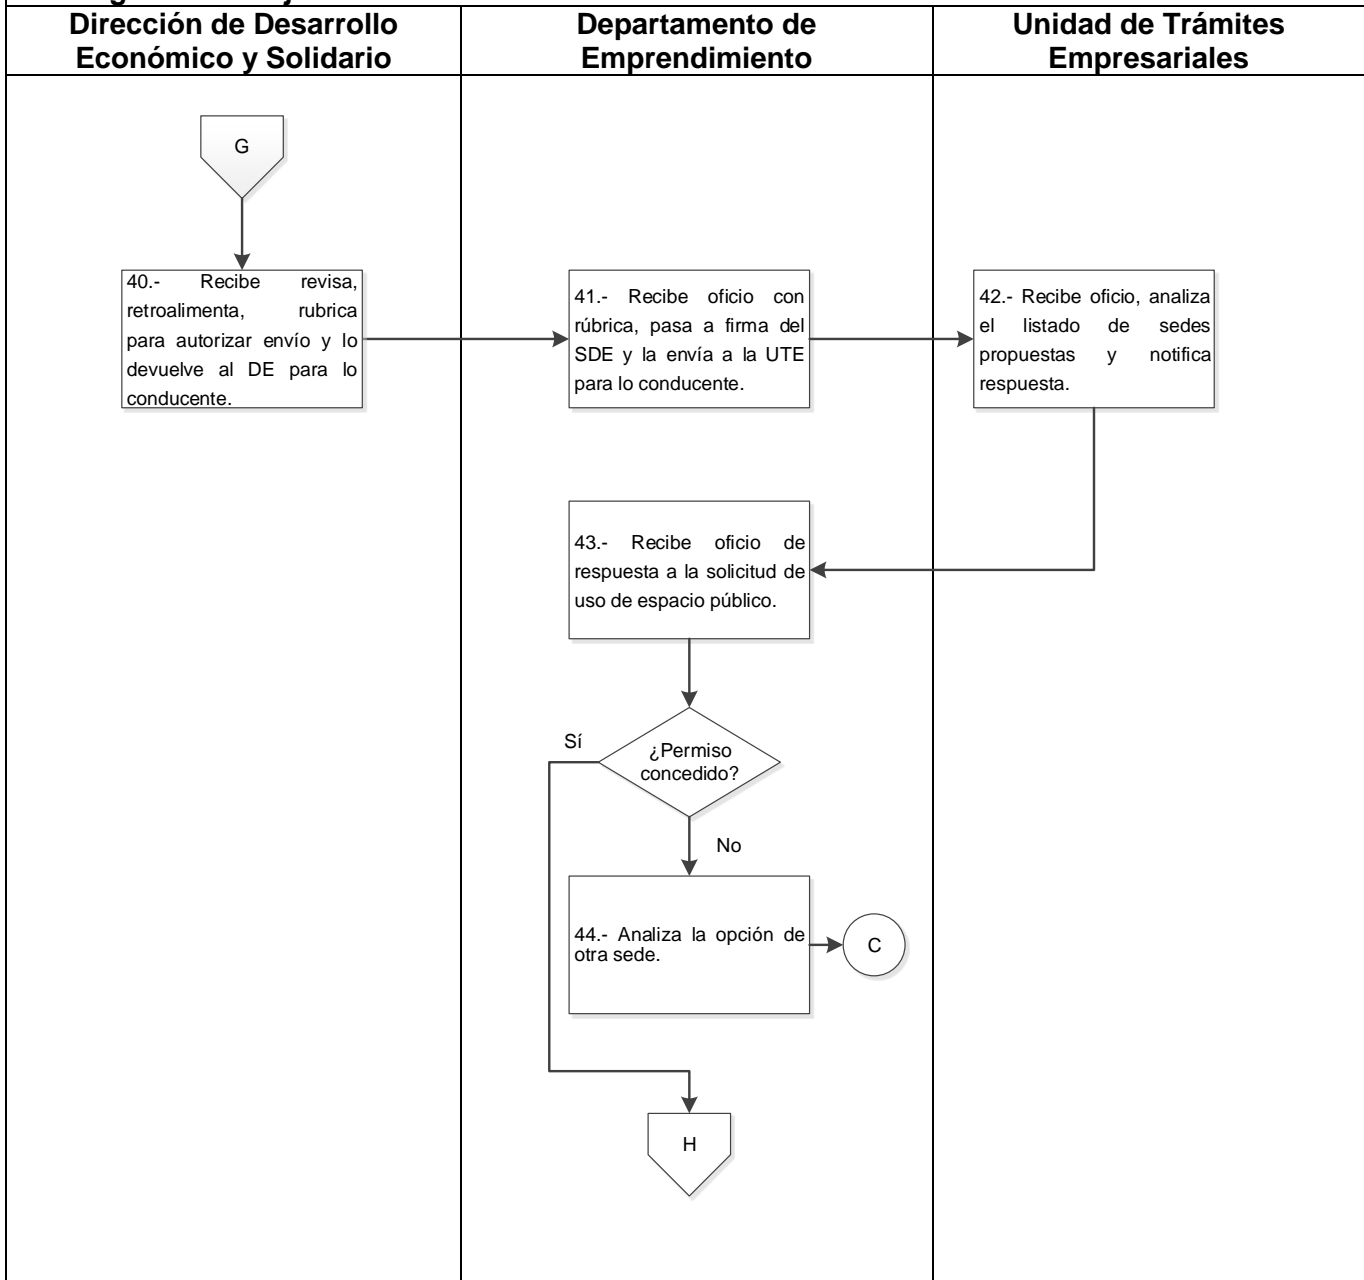 Dirección de Desarrollo
Económico y Solidario
Departamento de
Emprendimiento
Unidad de Trámites
Empresariales
G
40.- Recibe revisa,
retroalimenta, rubrica
para autorizar envío y lo
devuelve al DE para lo
conducente.
41.- Recibe oficio con
rúbrica, pasa a firma del
SDE y la envía a la UTE
para lo conducente.
42.- Recibe oficio, analiza
el listado de sedes
propuestas y notifica
respuesta.
43.- Recibe oficio de
respuesta a la solicitud de
uso de espacio público.
Sí
¿Permiso
concedido?
No
44.- Analiza la opción de
otra sede.
C
H